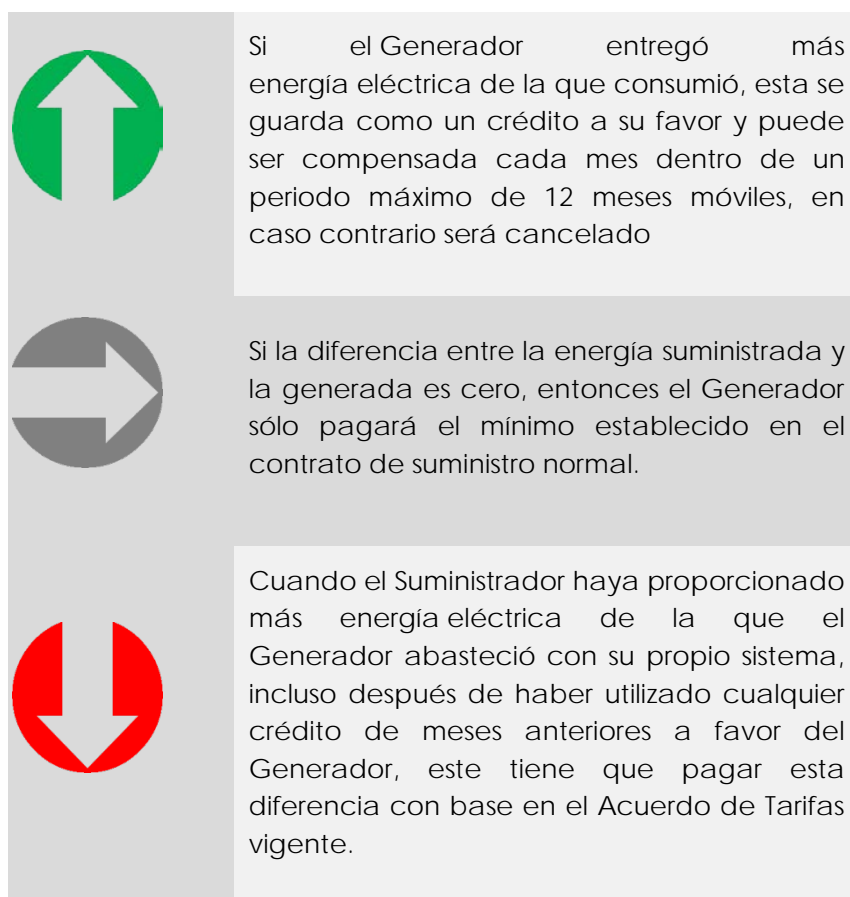 Si el Generador entregó más
energía eléctrica de la que consumió, esta se
guarda como un crédito a su favor y puede
ser compensada cada mes dentro de un
periodo máximo de 12 meses móviles, en
caso contrario será cancelado
Si la diferencia entre la energía suministrada y
la generada es cero, entonces el Generador
sólo pagará el mínimo establecido en el
contrato de suministro normal.
Cuando el Suministrador haya proporcionado
más energía eléctrica de la que el
Generador abasteció con su propio sistema,
incluso después de haber utilizado cualquier
crédito de meses anteriores a favor del
Generador, este tiene que pagar esta
diferencia con base en el Acuerdo de Tarifas
vigente.